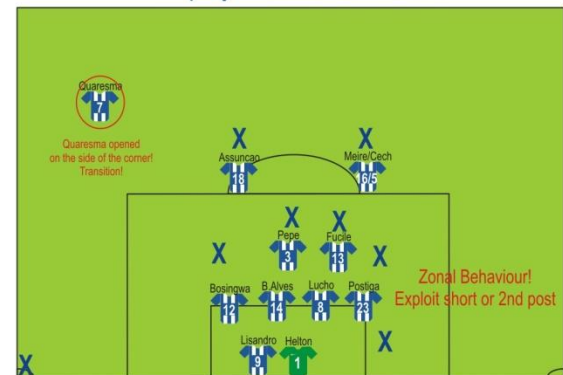 Quaresma
7
Quaresma opened
on the side of the corner!
Transition!
X X
Assuncao Meire/Cech
18 6/5
X X
Pepe Fucile
3 13
X X
Zonal Behaviour!
Exploit short or 2nd post
Bosingwa B.Alves Lucho Postiga
12 14 8 23
X
Lisandro Helton
9 1
X